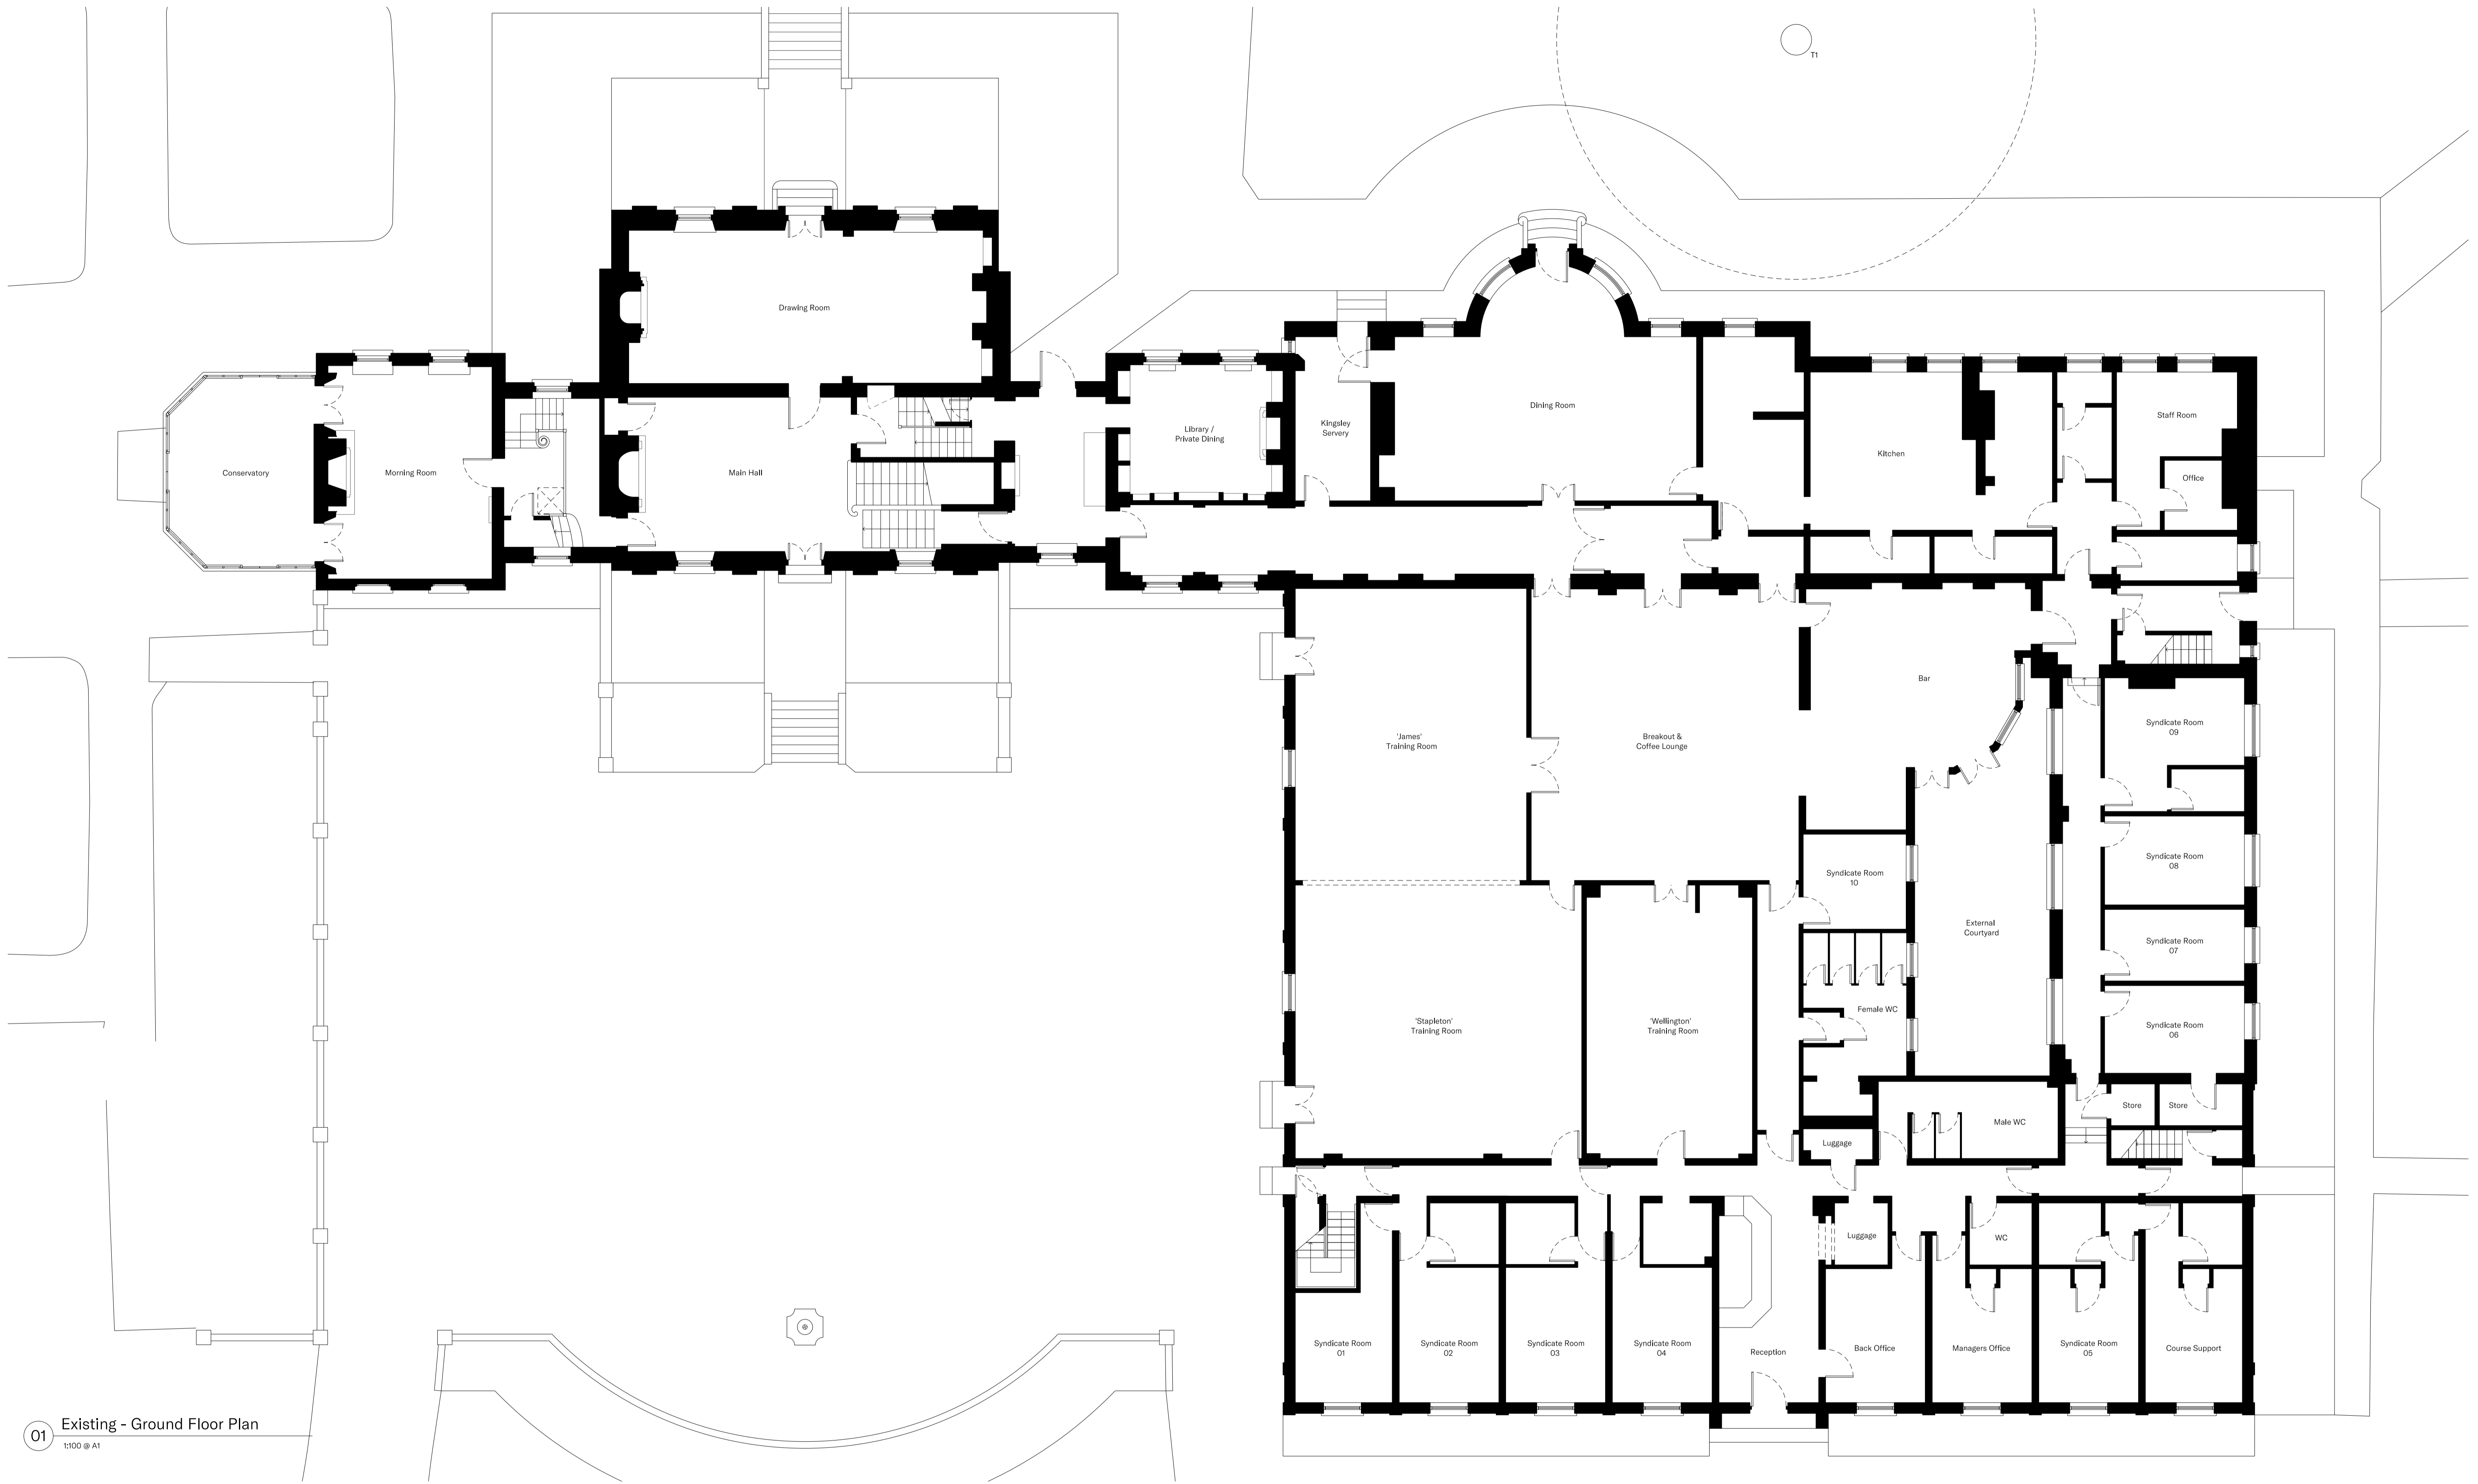 T1
Drawing Room
Conservatory
Morning Room
Main Hall
Library /
Private Dining
Kingsley
Servery
Dining Room
Kitchen
Staff Room
Office
'James'
Training Room
Breakout &
Coffee Lounge
Bar
Syndicate Room
09
Syndicate Room
10
Syndicate Room
08
External
Courtyard
Syndicate Room
07
'Stapleton'
Training Room
'Wellington'
Training Room
Female WC
Syndicate Room
06
Store
Store
Luggage
Male WC
Luggage
WC
Syndicate Room
01
Syndicate Room
02
Syndicate Room
03
Syndicate Room
04
Reception
Back Office
Managers Office
Syndicate Room
05
Course Support
01
Existing - Ground Floor Plan
1:100 @ A1